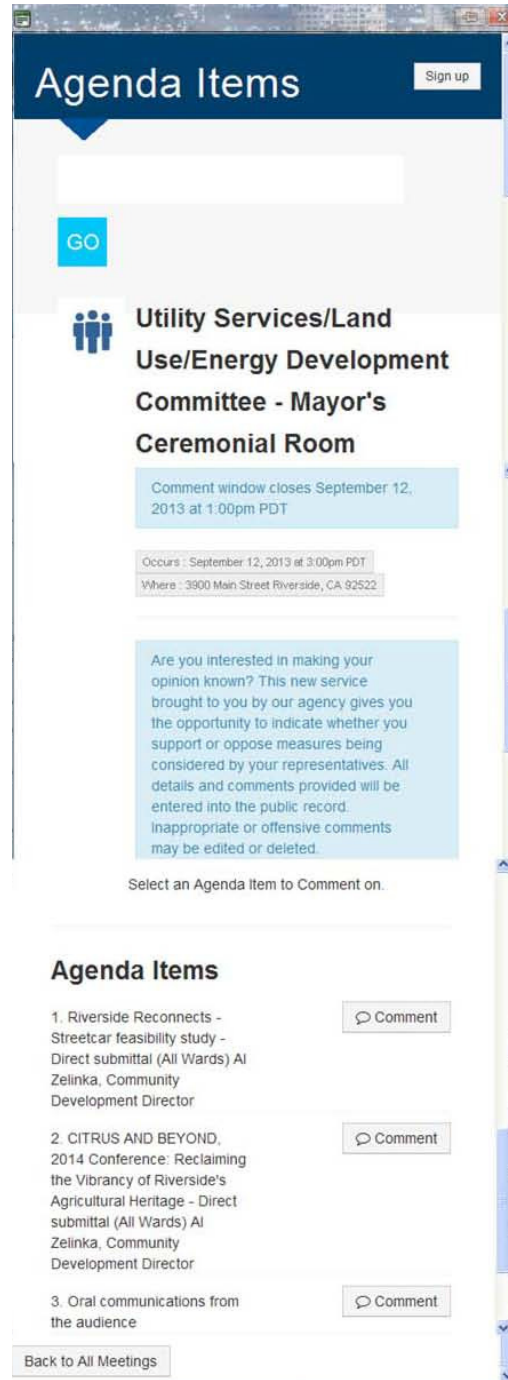 Agenda Items
Sign up
GO
Utility Services/Land
Use/Energy Development
Committee - Mayor's
Ceremonial Room
Comment window closes September 12,
2013 at 1:00pm PDT
Occurs : September 12, 2013 at 3:00pm PDT
Where : 3900 Main Street Riverside, CA 92522
Are you interested in making your
opinion known? This new service
brought to you by our agency gives you
the opportunity to indicate whether you
support or oppose measures being
considered by your representatives. All
details and comments provided will be
entered into the public record.
Inappropriate or offensive comments
may be edited or deleted.
Select an Agenda Item to Comment on.
Agenda Items
1. Riverside Reconnects -
Streetcar feasibility study -
Direct submittal (All Wards) Al
Zelinka, Community
Development Director
Comment
2. CITRUS AND BEYOND,
2014 Conference: Reclaiming
the Vibrancy of Riverside's
Agricultural Heritage - Direct
submittal (All Wards) Al
Zelinka, Community
Development Director
Comment
3. Oral communications from
the audience
Comment
Back to All Meetings